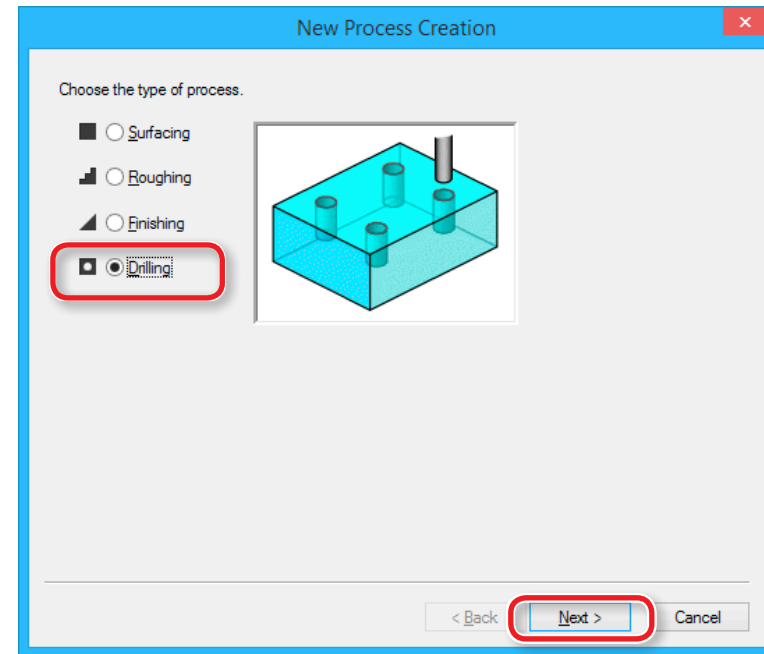 New Process Creation
Choose the type of process.
Surfacing
Roughing
Finishing
Drilling
< Back Next > Cancel